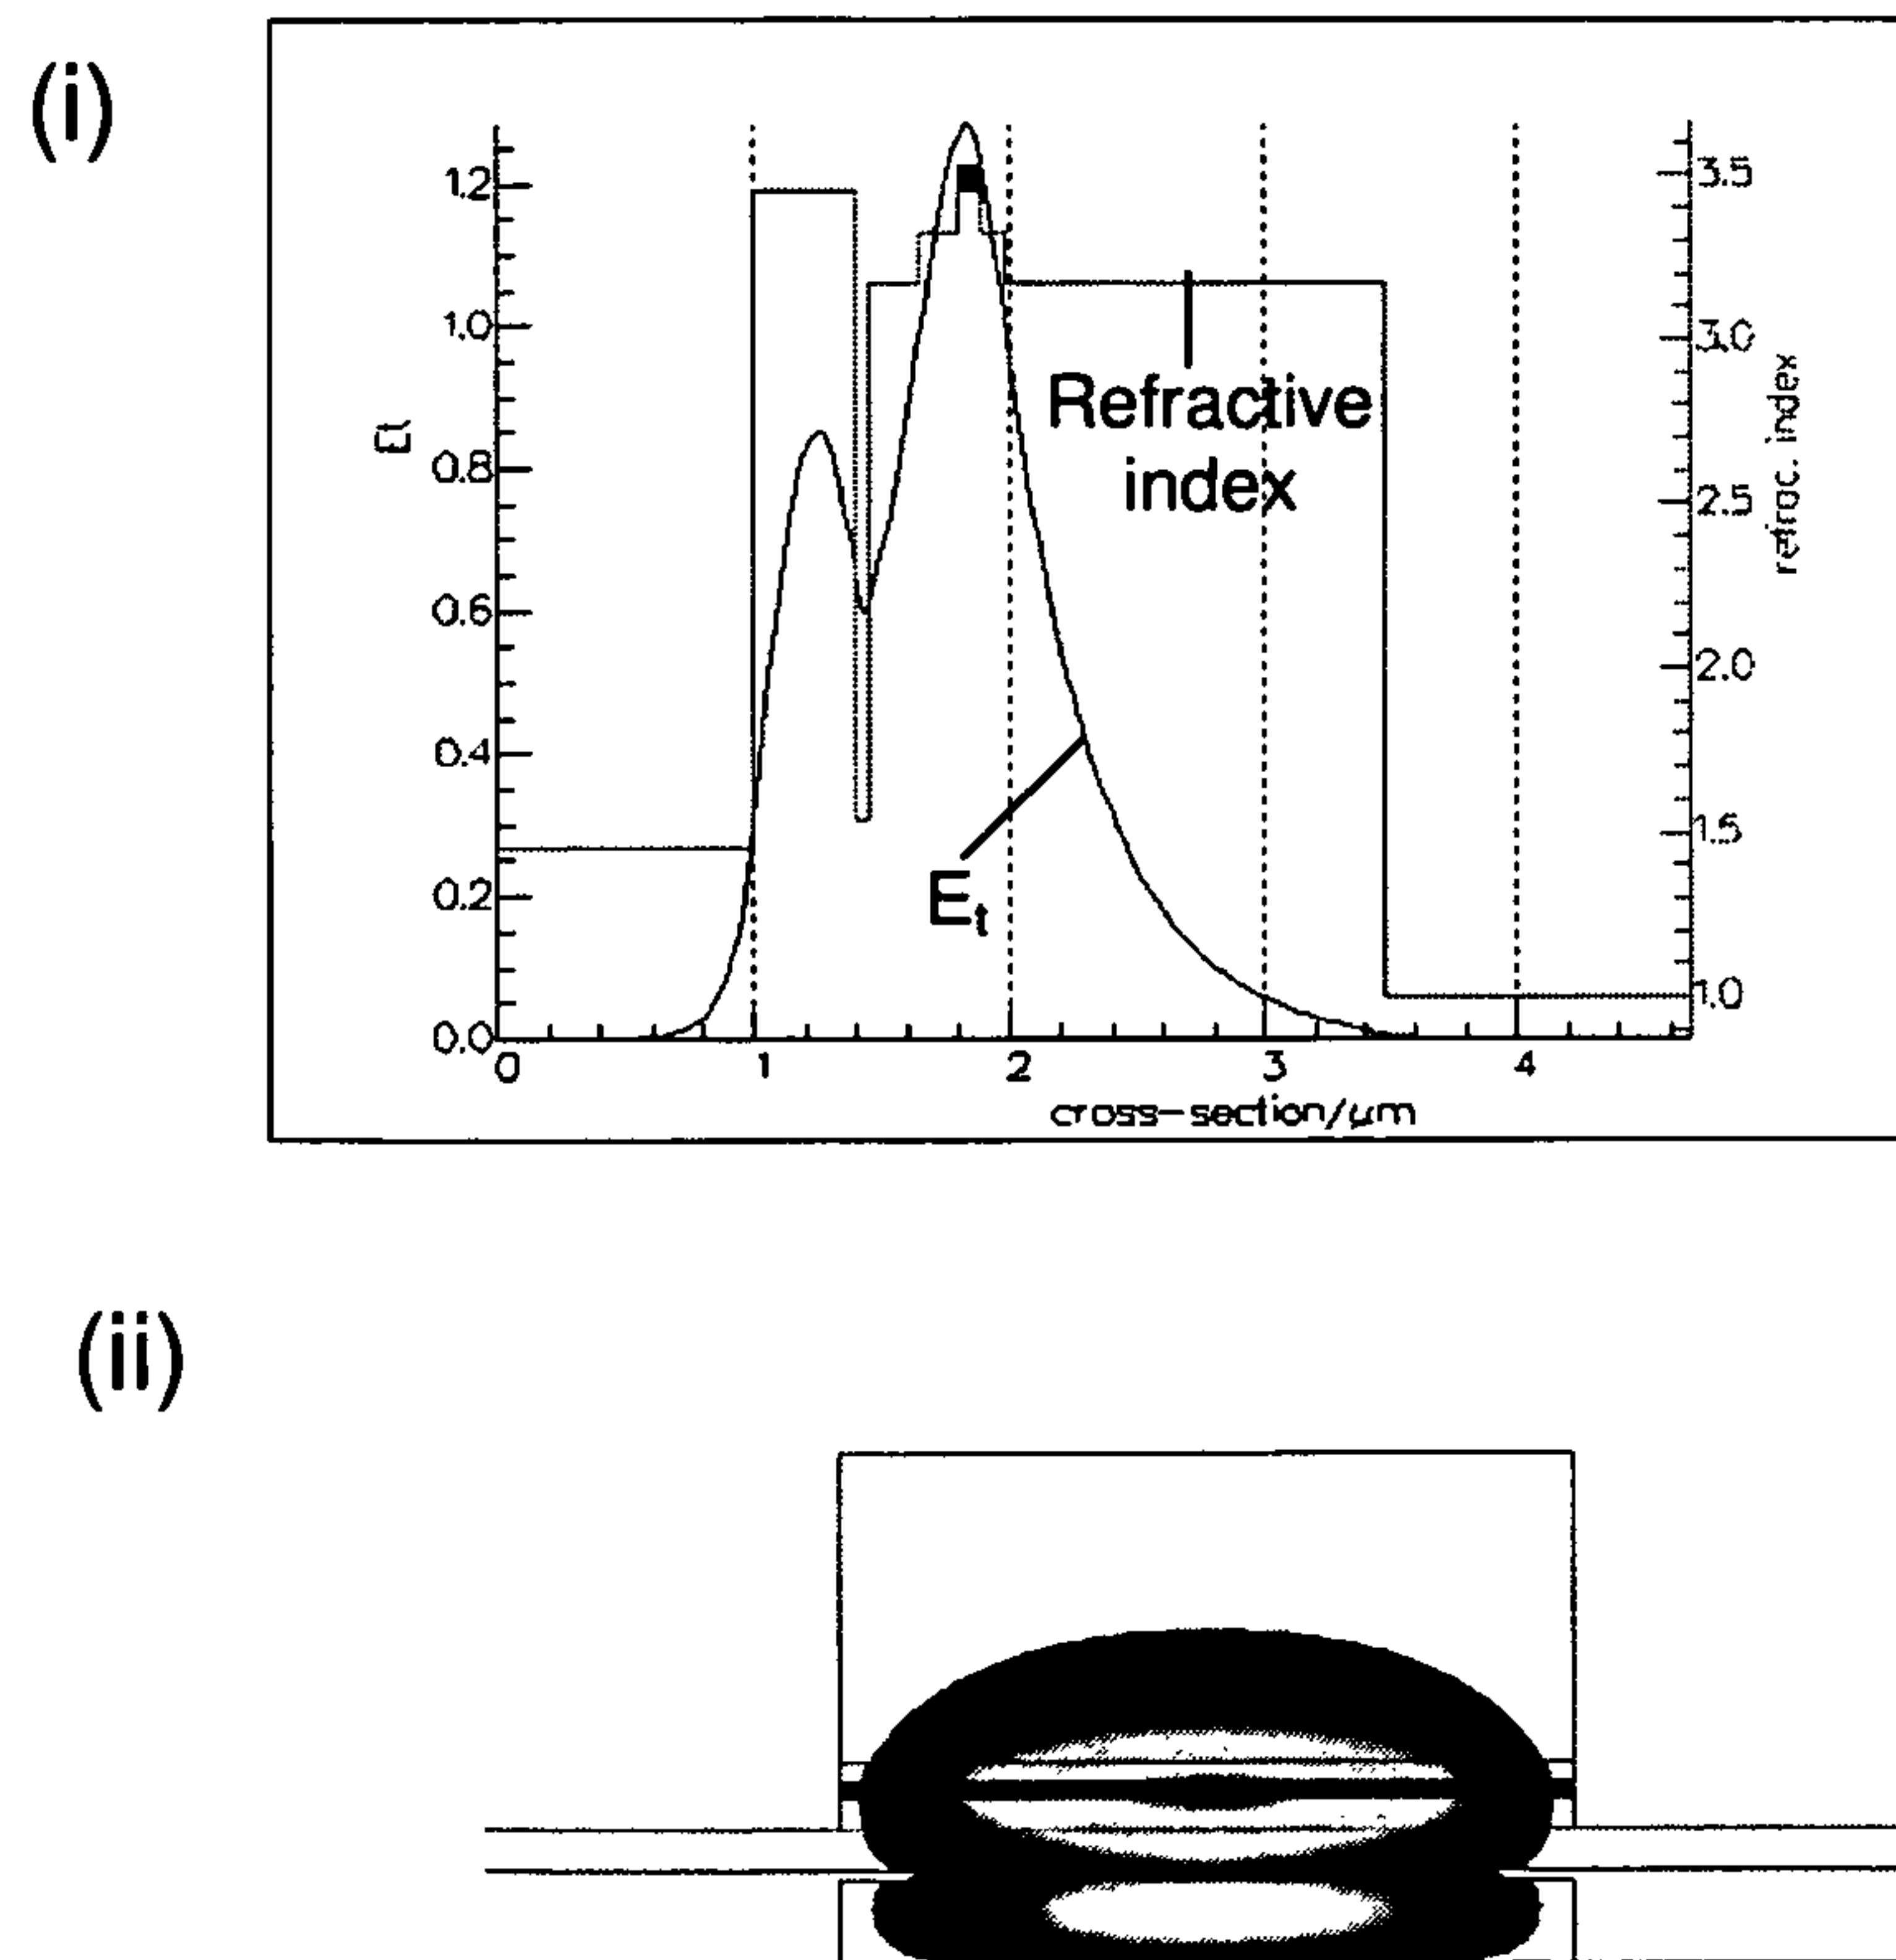 (i)
1.2
1.0
0.8
0.6
0.4
0.2
0.0
Et
3.5
3.0
2.5
2.0
1.5
1.0
refrac. index
Refractive
index
Et
0 1 2 3 4
cross-section/μm
(ii)